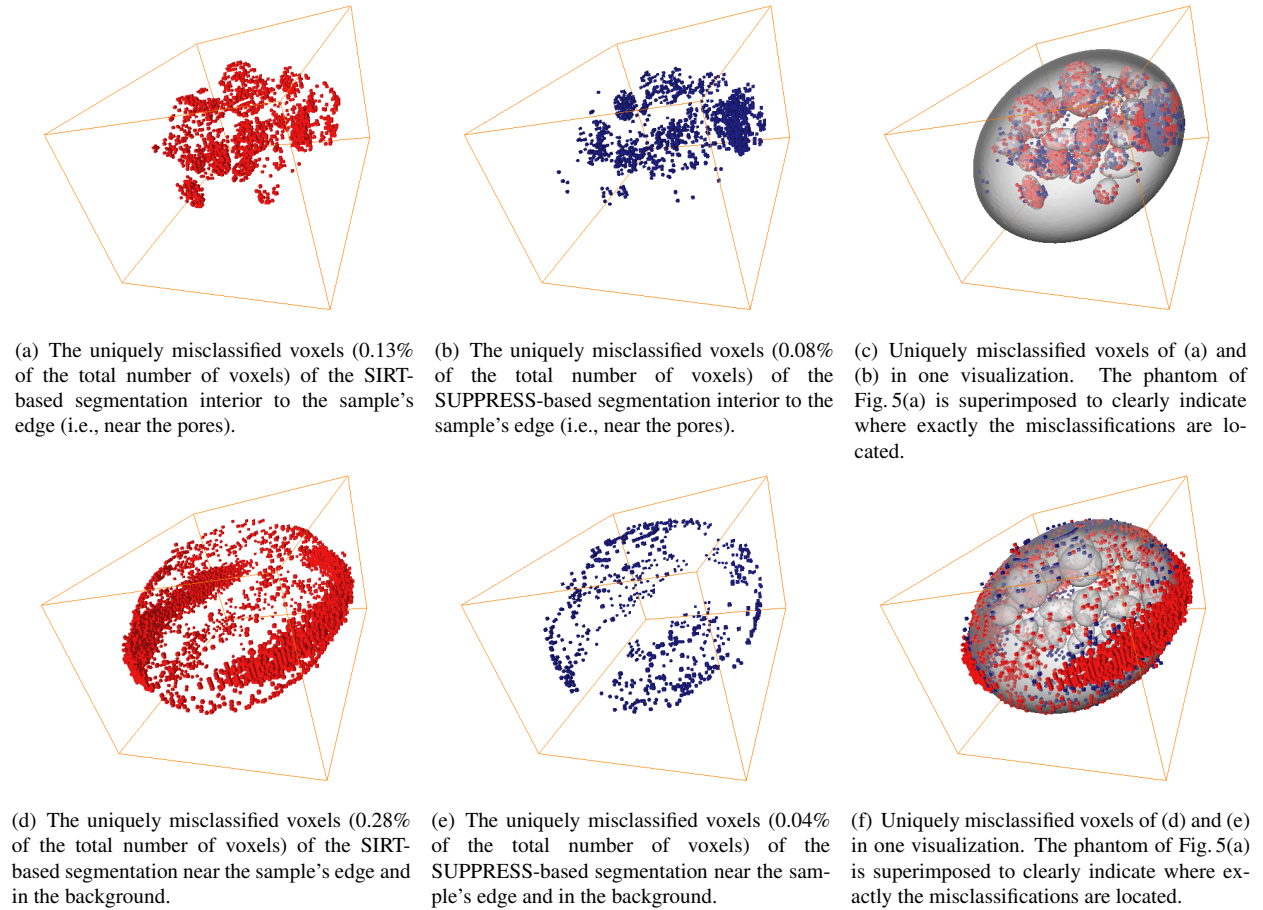 (a) The uniquely misclassified voxels (0.13%
of the total number of voxels) of the SIRT-
based segmentation interior to the sample's
edge (i.e., near the pores).
(b) The uniquely misclassified voxels (0.08%
of the total number of voxels) of the
SUPPRESS-based segmentation interior to the
sample's edge (i.e., near the pores).
(c) Uniquely misclassified voxels of (a) and
(b) in one visualization. The phantom of
Fig. 5(a) is superimposed to clearly indicate
where exactly the misclassifications are lo-
cated.
(d) The uniquely misclassified voxels (0.28%
of the total number of voxels) of the SIRT-
based segmentation near the sample's edge and
in the background.
(e) The uniquely misclassified voxels (0.04%
of the total number of voxels) of the
SUPPRESS-based segmentation near the sam-
ple's edge and in the background.
(f) Uniquely misclassified voxels of (d) and (e)
in one visualization. The phantom of Fig. 5(a)
is superimposed to clearly indicate where ex-
actly the misclassifications are located.